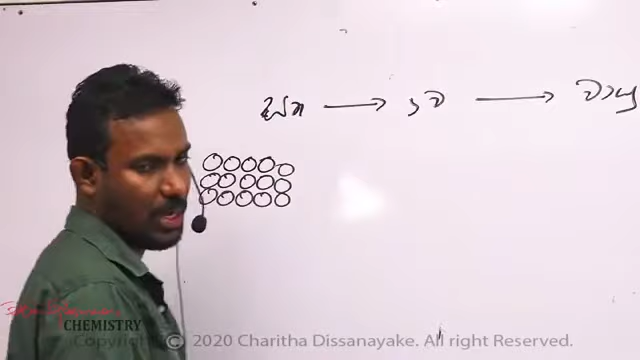 ඝන → ද්‍රව → වායු
CHEMISTRY
Copyright © 2020 Charitha Dissanayake. All right Reserved.